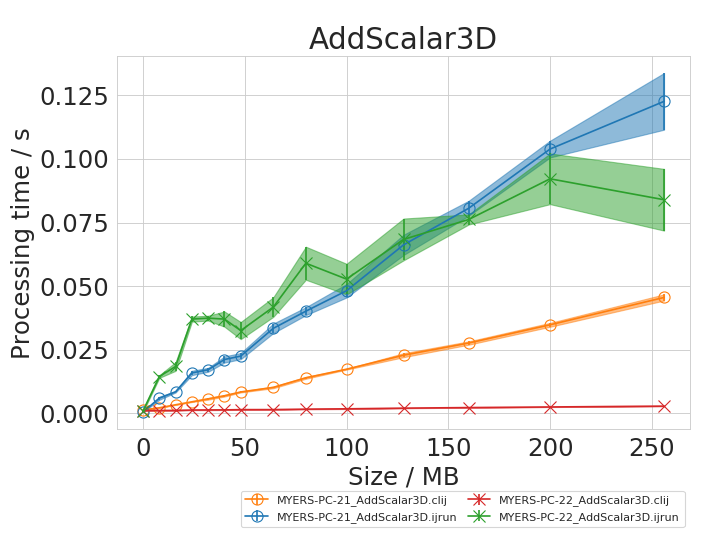 AddScalar3D
Processing time / s
0.125
0.100
0.075
0.050
0.025
0.000
0 50 100 150 200 250
Size / MB
MYERS-PC-21_AddScalar3D.clij MYERS-PC-22_AddScalar3D.clij
MYERS-PC-21_AddScalar3D.ijrun MYERS-PC-22_AddScalar3D.ijrun